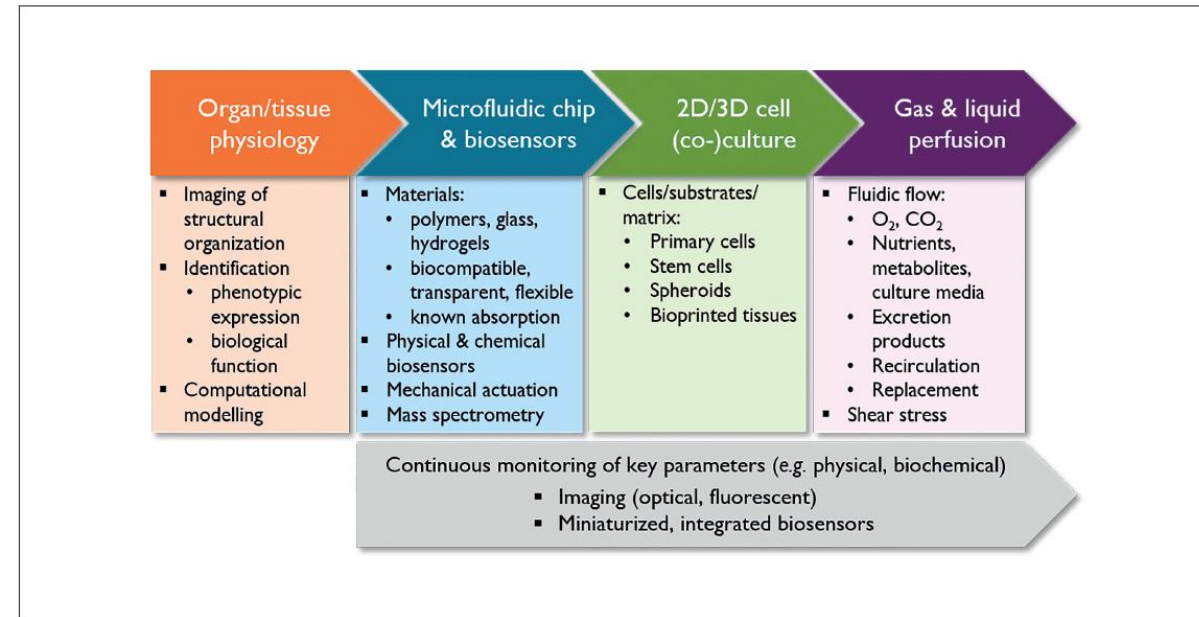 Organ/tissue
physiology
Microfluidic chip
& biosensors
2D/3D cell
(co-)culture
Gas & liquid
perfusion
▪ Imaging of
structural
organization
▪ Identification
• phenotypic
expression
• biological
function
▪ Computational
modelling
▪ Materials:
• polymers, glass,
hydrogels
• biocompatible,
transparent, flexible
• known absorption
▪ Physical & chemical
biosensors
▪ Mechanical actuation
▪ Mass spectrometry
▪ Cells/substrates/
matrix:
• Primary cells
• Stem cells
• Spheroids
• Bioprinted tissues
▪ Fluidic flow:
• O₂, CO₂
• Nutrients,
metabolites,
culture media
• Excretion
products
• Recirculation
• Replacement
▪ Shear stress
Continuous monitoring of key parameters (e.g. physical, biochemical)
▪ Imaging (optical, fluorescent)
▪ Miniaturized, integrated biosensors